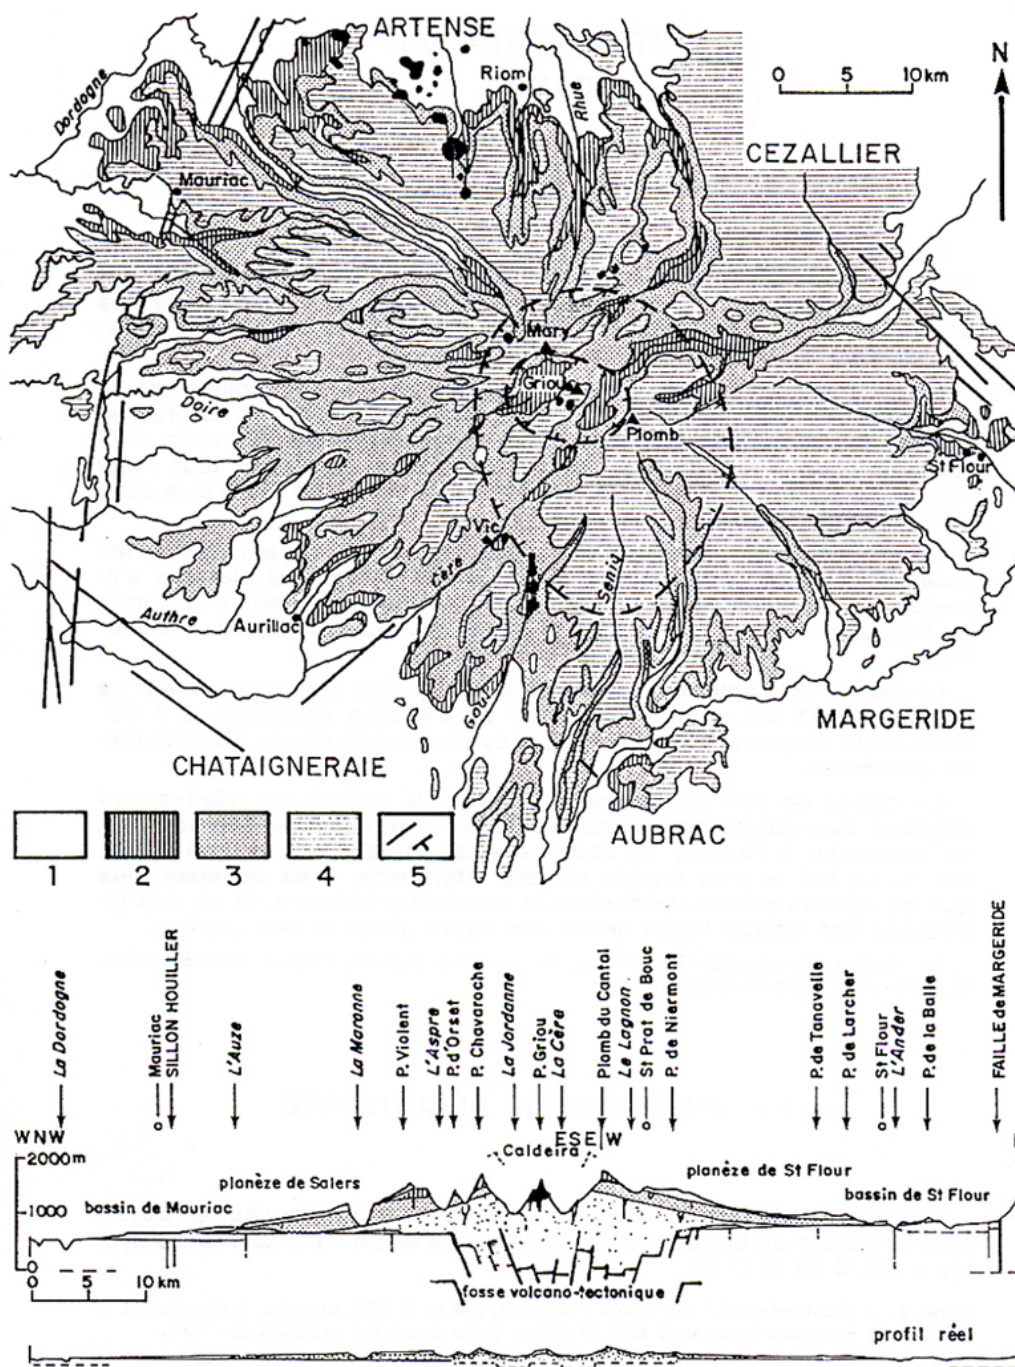 ARTENSE
Riom
0 5 10 km
N
Dordogne
Rhue
CEZALLIER
Mauriac
Mary
Griou
Doire
Plomb
St Flour
Vic
Cère
Authre
Aurillac
Goul
MARGERIDE
CHATAIGNERAIE
AUBRAC
1 2 3 4 5
La Dordogne
Mauriac
SILLON HOUILLER
L'Auze
La Maronne
P. Violent
L'Aspre
P. d'Orset
P. Chavaroche
La Jordanne
P. Griou
La Cère
Plomb du Cantal
Le Lagnon
St Prat de Bouc
P. de Niermont
P. de Tanavelle
P. de Larcher
St Flour
L'Ander
P. de la Balle
FAILLE de MARGERIDE
WNW
ESE W
2000 m
Caldeira
planèze de Salers
planèze de St Flour
bassin de Mauriac
bassin de St Flour
1000
0
0 5 10 km
fosse volcano-tectonique
profil réel